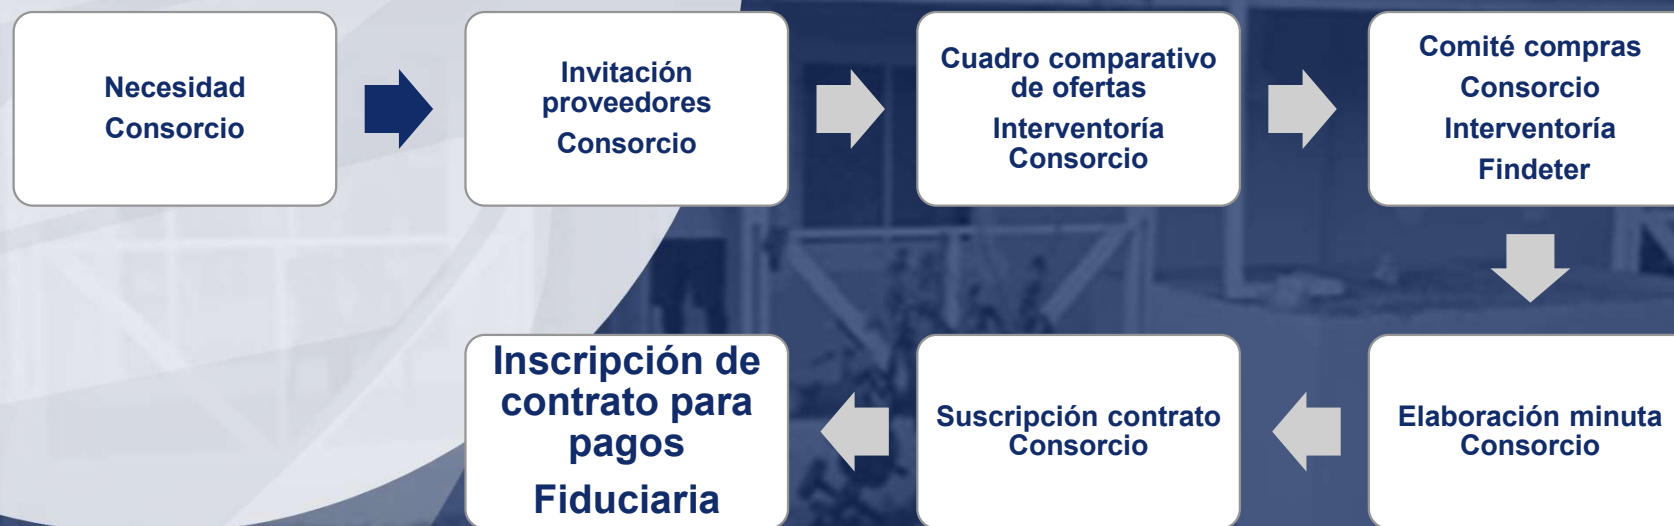 Necesidad
Consorcio
Invitación
proveedores
Consorcio
Cuadro comparativo
de ofertas
Interventoría
Consorcio
Comité compras
Consorcio
Interventoría
Findeter
Elaboración minuta
Consorcio
Suscripción contrato
Consorcio
Inscripción de
contrato para
pagos
Fiduciaria